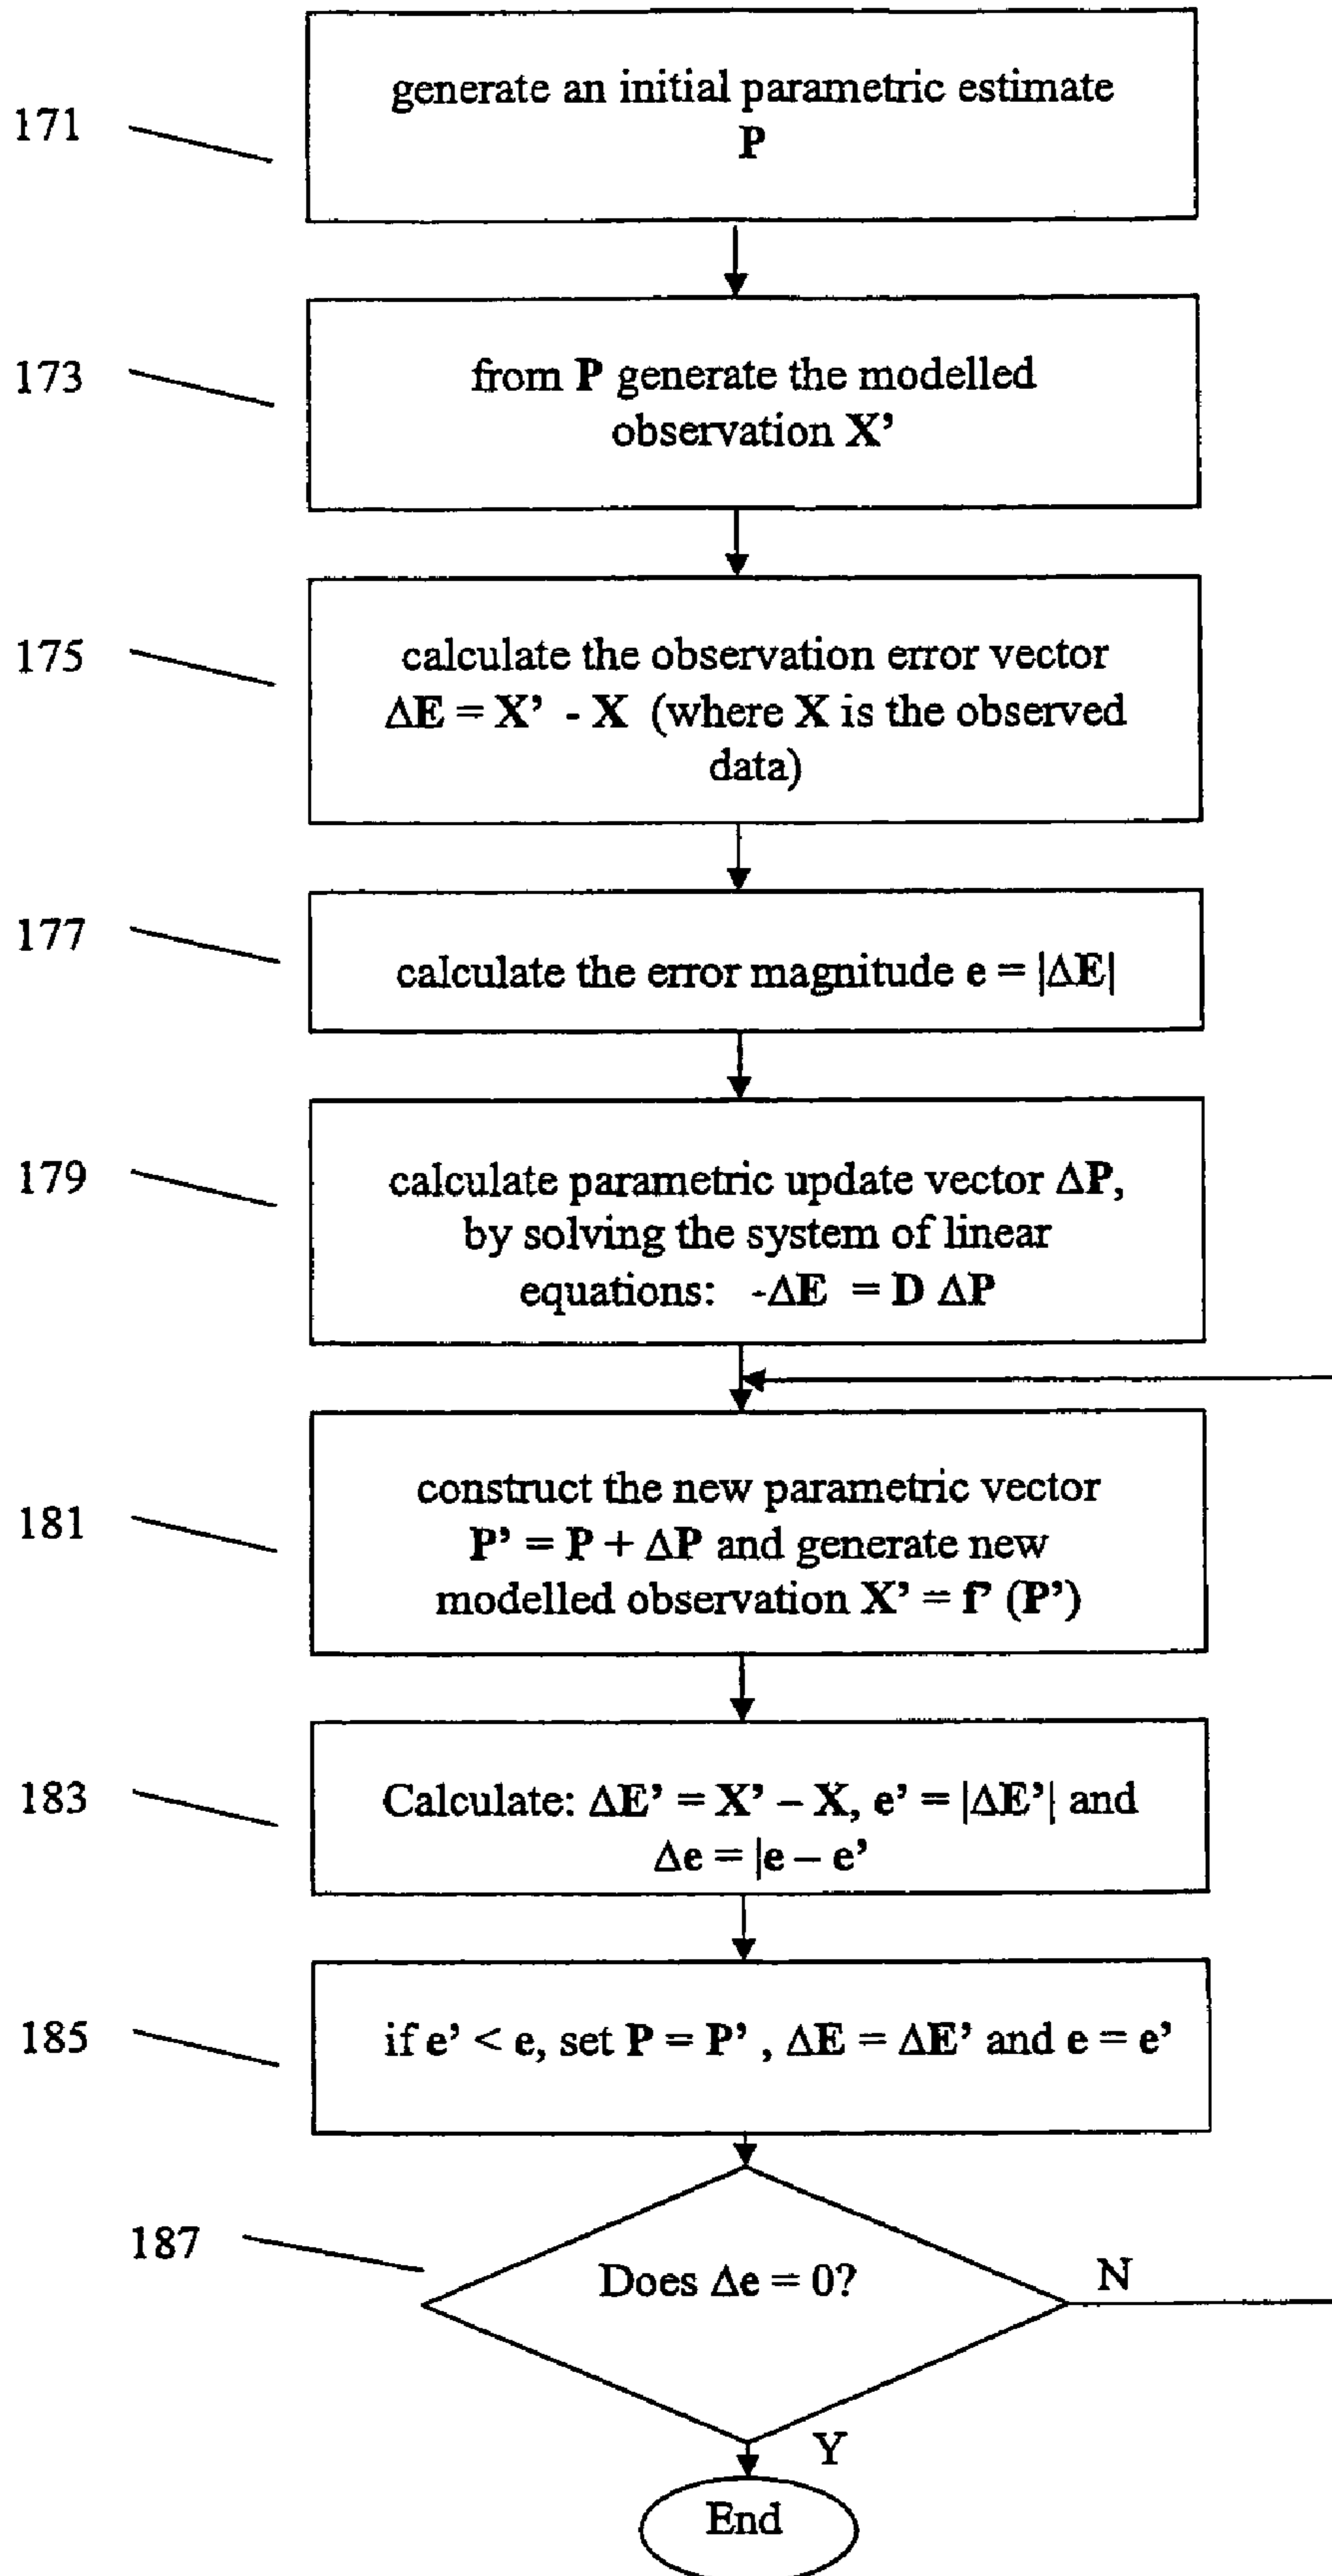 171
generate an initial parametric estimate
P
173
from P generate the modelled
observation X’
175
calculate the observation error vector
ΔE = X’ - X (where X is the observed
data)
177
calculate the error magnitude e = |ΔE|
179
calculate parametric update vector ΔP,
by solving the system of linear
equations: -ΔE = D ΔP
181
construct the new parametric vector
P’ = P + ΔP and generate new
modelled observation X’ = f’ (P’)
183
Calculate: ΔE’ = X’ – X, e’ = |ΔE’| and
Δe = |e – e’
185
if e’ < e, set P = P’ , ΔE = ΔE’ and e = e’
187
Does Δe = 0?
N
Y
End